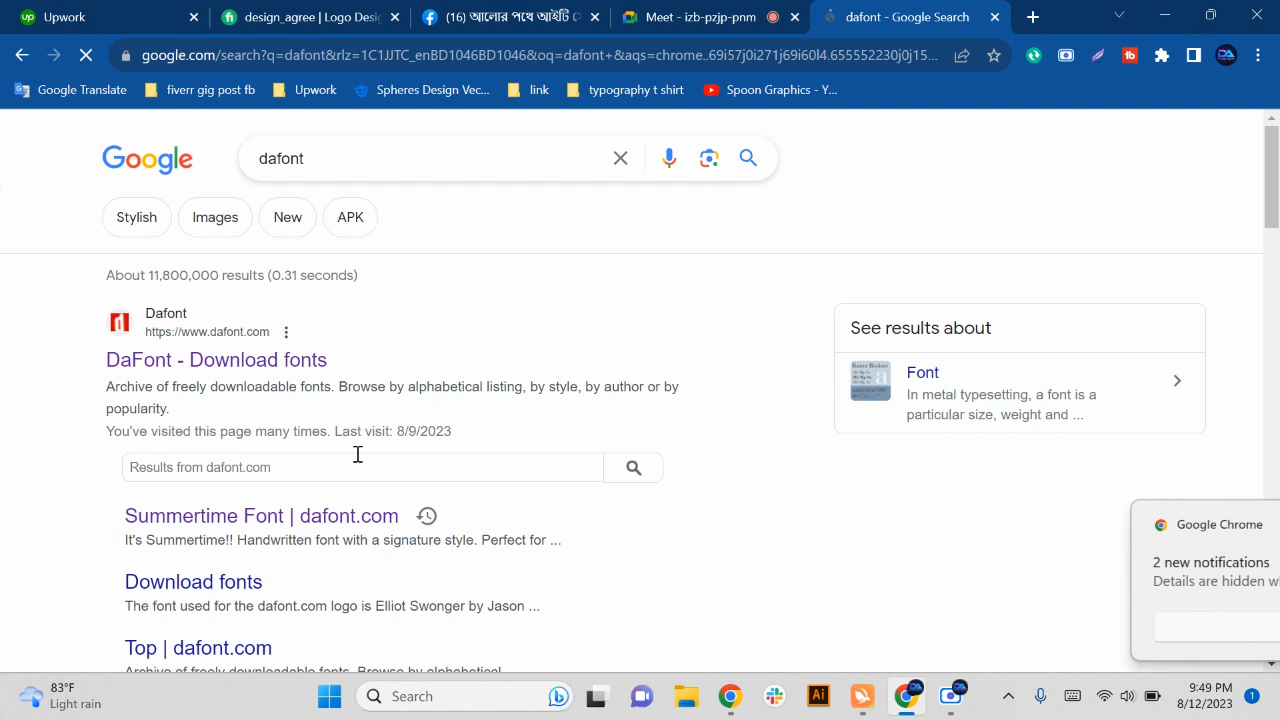 Upwork
design_agree | Logo Desig
(16) আলোর পথে আইটি
Meet - izb-pzjp-pnm
dafont - Google Search
google.com/search?q=dafont&rlz=1C1JJTC_enBD1046BD1046&oq=dafont+&aqs=chrome..69i57j0i271j69i60l4.655552230j0j15...
Google Translate
fiverr gig post fb
Upwork
Spheres Design Vec...
link
typography t shirt
Spoon Graphics - Y...
Google
dafont
Stylish
Images
New
APK
About 11,800,000 results (0.31 seconds)
Dafont
https://www.dafont.com
DaFont - Download fonts
Archive of freely downloadable fonts. Browse by alphabetical listing, by style, by author or by
popularity.
You've visited this page many times. Last visit: 8/9/2023
Results from dafont.com
Summertime Font | dafont.com
It's Summertime!! Handwritten font with a signature style. Perfect for ...
Download fonts
The font used for the dafont.com logo is Elliot Swonger by Jason ...
Top | dafont.com
Archive of freely downloadable fonts. Browse by alphabetical
See results about
Font
In metal typesetting, a font is a
particular size, weight and ...
Google Chrome
2 new notifications
Details are hidden w
83°F
Light rain
Search
Ai
9:49 PM
8/12/2023
1